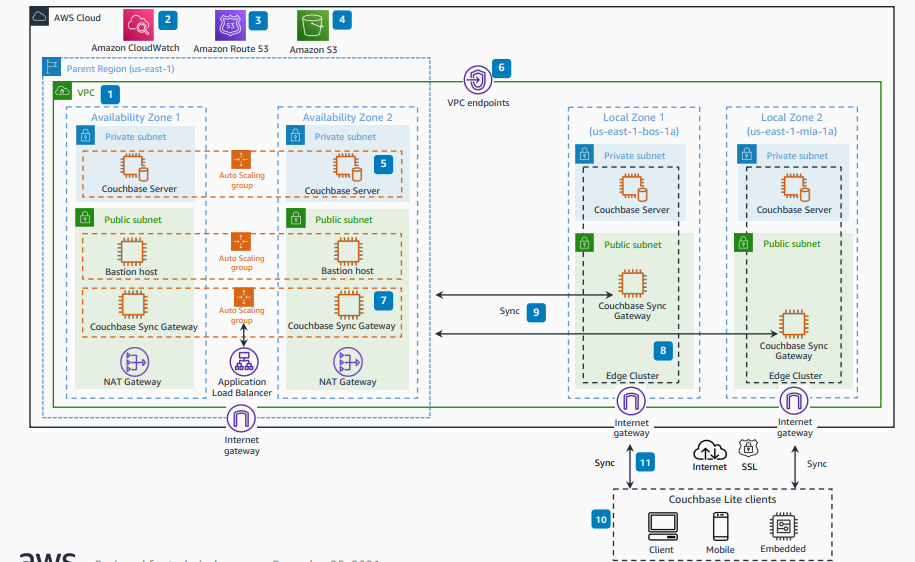 AWS Cloud
2
3
4
53
Amazon CloudWatch
Amazon Route 53
Amazon S3
Parent Region (us-east-1)
6
VPC
1
VPC endpoints
Availability Zone 1
Availability Zone 2
Local Zone 1
(us-east-1-bos-1a)
Local Zone 2
(us-east-1-mia-1a)
Private subnet
Private subnet
Private subnet
Private subnet
5
Auto Scaling
group
Couchbase Server
Couchbase Server
Couchbase Server
Couchbase Server
Public subnet
Public subnet
Public subnet
Public subnet
Auto Scaling
group
Bastion host
Bastion host
7
Auto Scaling
group
Couchbase Sync Gateway
Couchbase Sync Gateway
Sync
9
Couchbase Sync
Gateway
8
Couchbase Sync
Gateway
NAT Gateway
Application
Load Balancer
NAT Gateway
Edge Cluster
Edge Cluster
Internet
gateway
Internet
gateway
Internet
gateway
Sync
11
Internet
SSL
Sync
10
Couchbase Lite clients
Client
Mobile
Embedded
aws